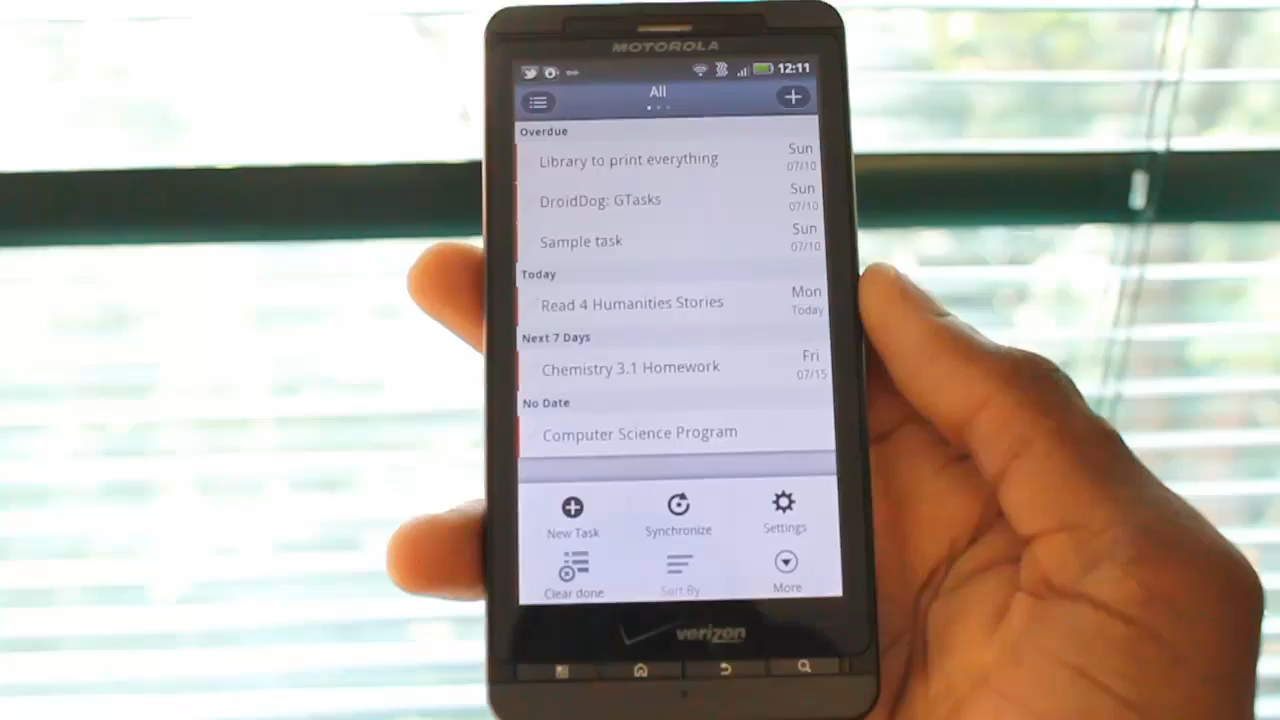 MOTOROLA
12:11
All
Overdue
Library to print everything Sun
07/10
DroidDog: GTasks Sun
07/10
Sample task Sun
07/10
Today
Read 4 Humanities Stories Mon
Today
Next 7 Days
Chemistry 3.1 Homework Fri
07/15
No Date
Computer Science Program
New Task Synchronize Settings
Clear done Sort By More
verizon